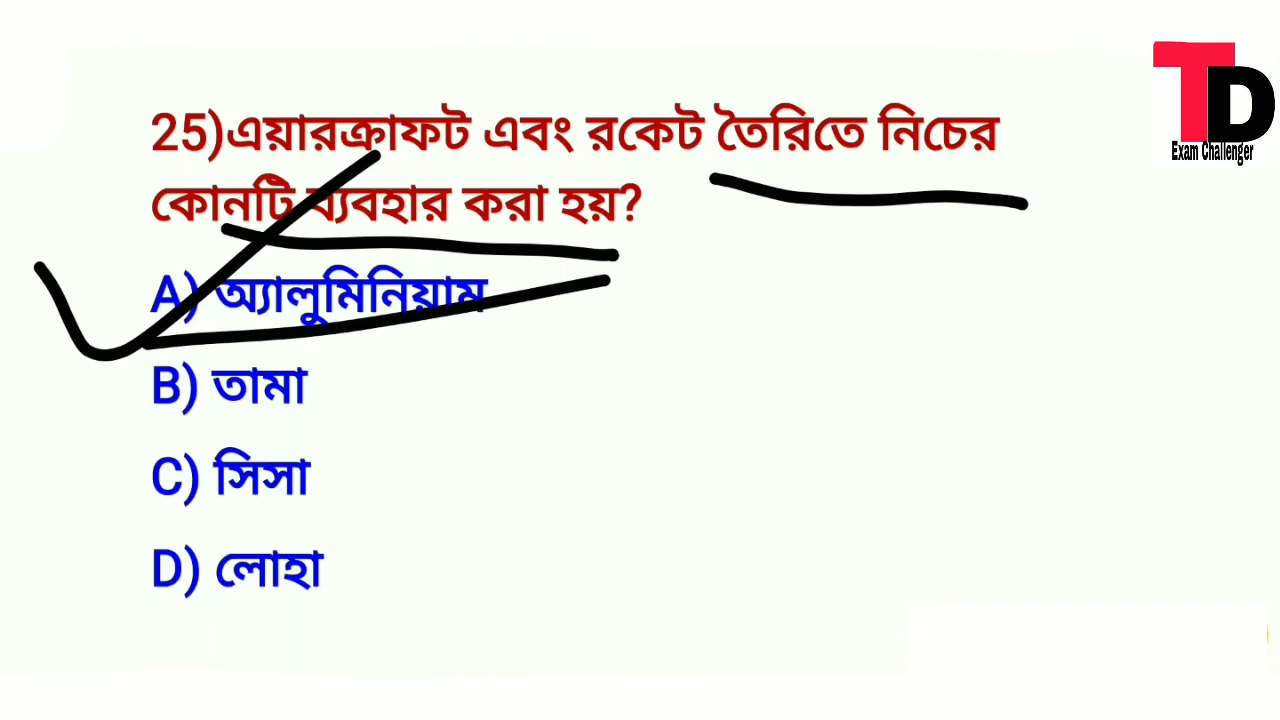 25)এয়ারক্রাফট এবং রকেট তৈরিতে নিচের
কোনটি ব্যবহার করা হয়?
A) অ্যালুমিনিয়াম
B) তামা
C) সিসা
D) লোহা
TD
Exam Challenger